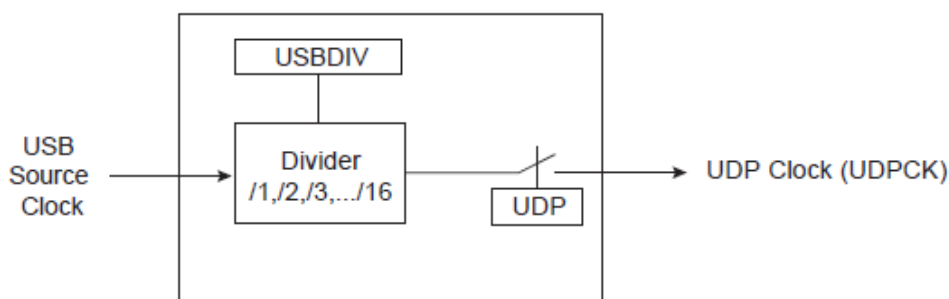 USBDIV
USB
Source
Clock
Divider
/1,/2,/3,.../16
UDP
UDP Clock (UDPCK)